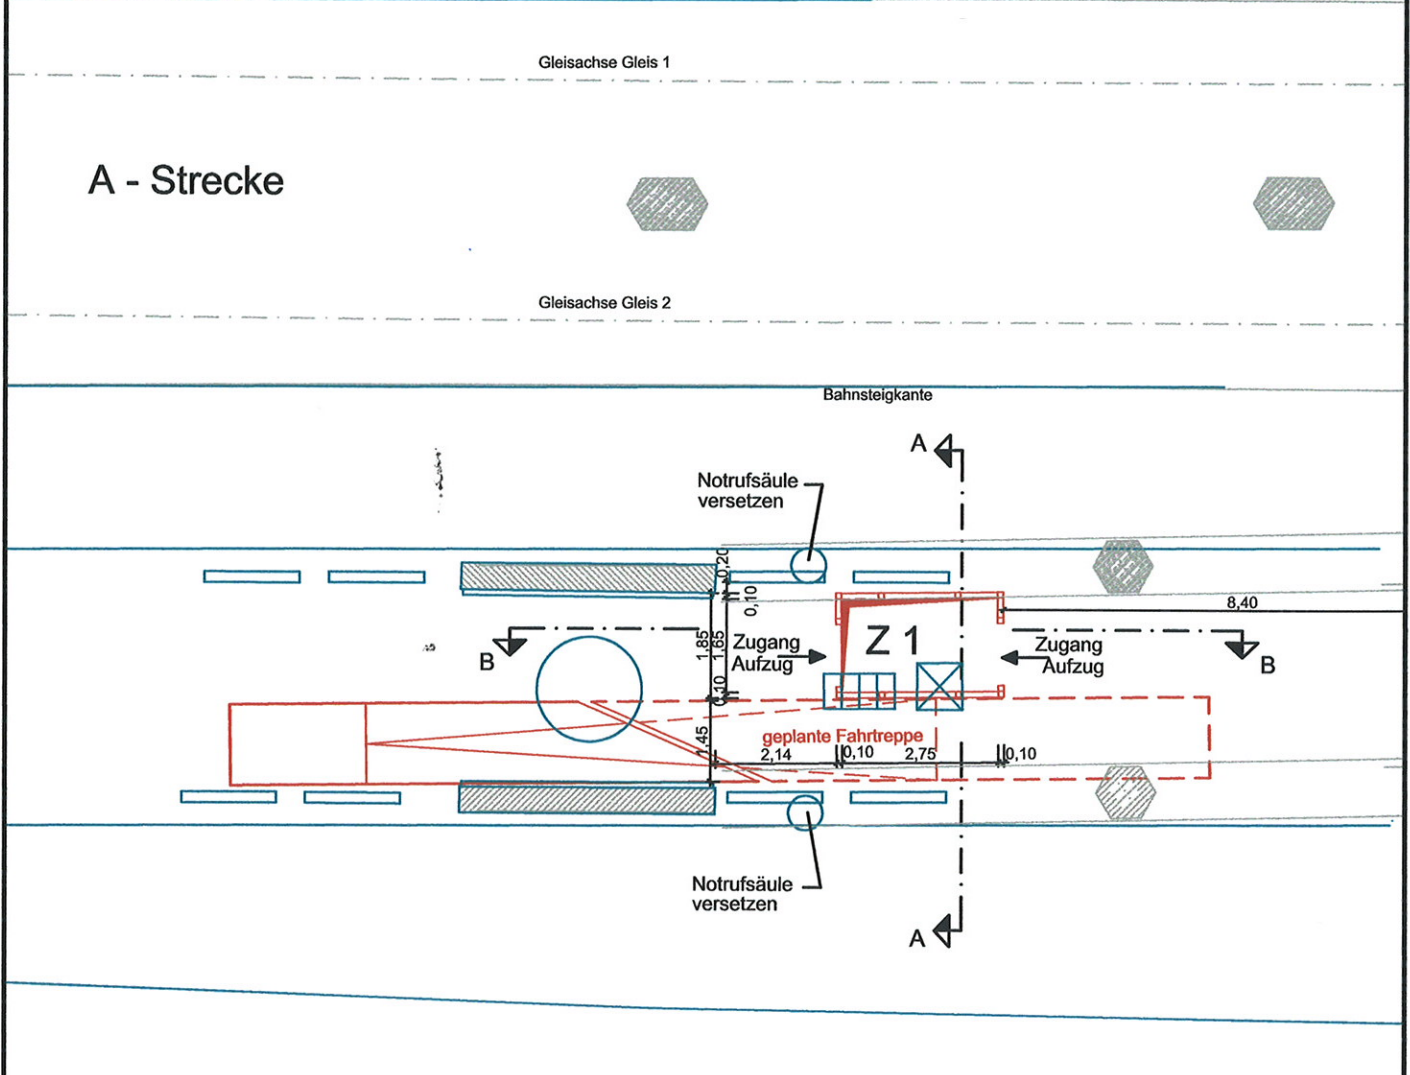 Gleisachse Gleis 1
A - Strecke
Gleisachse Gleis 2
Bahnsteigkante
A
Notrufsäule
versetzen
0,20
0,10
8,40
1,85
1,65
Zugang
Aufzug
Z 1
Zugang
Aufzug
B
B
0,10
1,45
geplante Fahrtreppe
2,14
0,10
2,75
0,10
Notrufsäule
versetzen
A